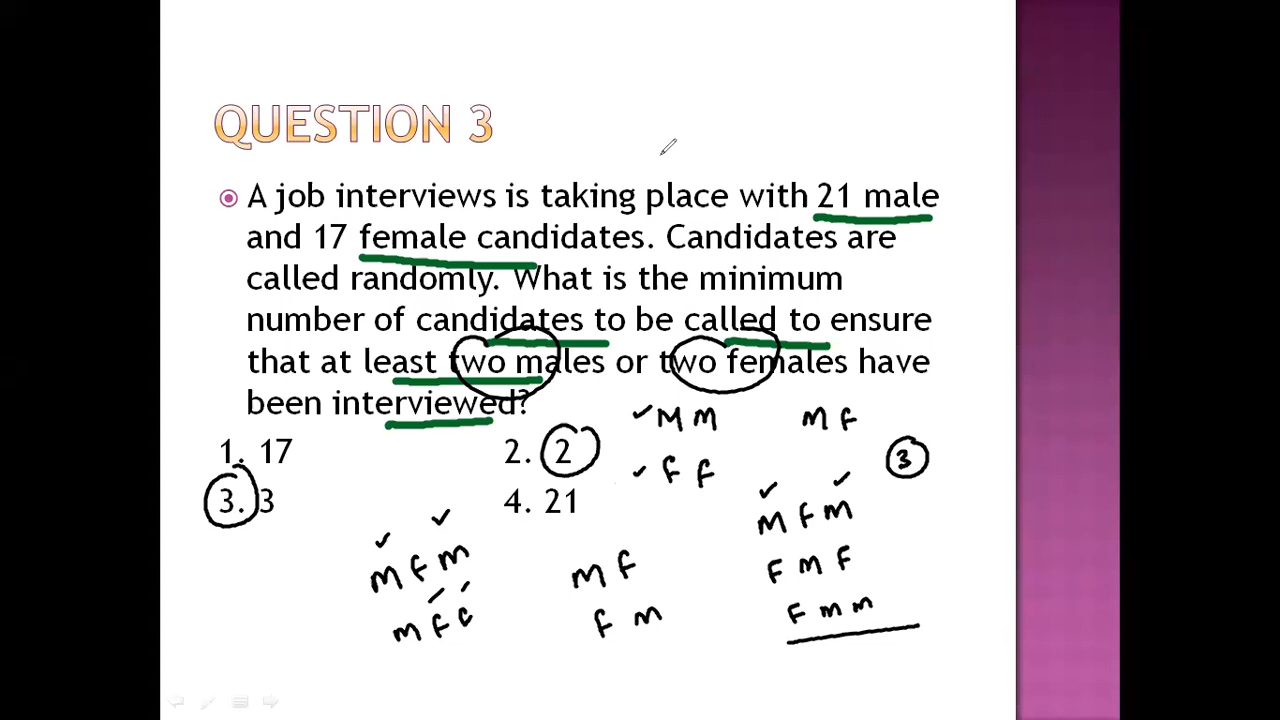 QUESTION 3
A job interviews is taking place with 21 male
and 17 female candidates. Candidates are
called randomly. What is the minimum
number of candidates to be called to ensure
that at least two males or two females have
been interviewed?
M M
M F
1. 17
2. 2
F F
3
3. 3
4. 21
M F M
M F M
M F
F M F
M F F
F M
F M M